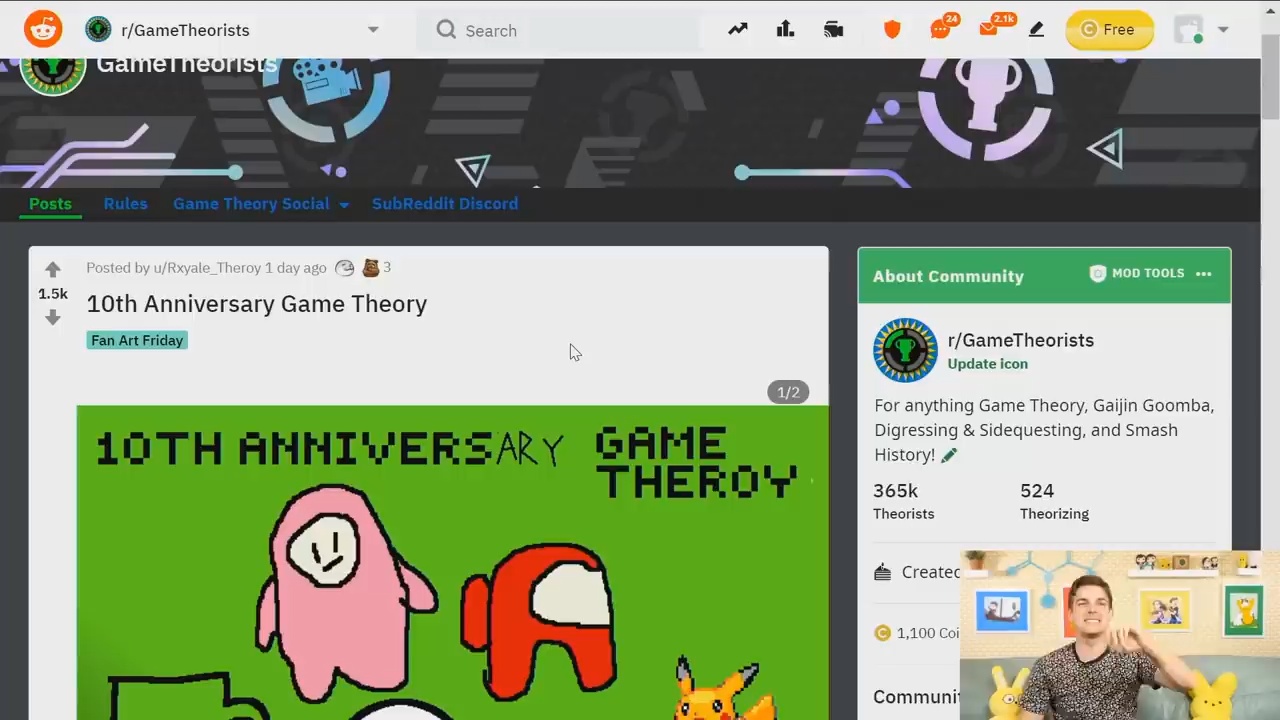 r/GameTheorists
Search
24
2.1k
Free
GameTheorists
Posts
Rules
Game Theory Social
SubReddit Discord
Posted by u/Rxyale_Theroy 1 day ago
3
1.5k
10th Anniversary Game Theory
Fan Art Friday
1/2
10TH ANNIVERSARY GAME
THEROY
About Community
MOD TOOLS
r/GameTheorists
Update icon
For anything Game Theory, Gaijin Goomba,
Digressing & Sidequesting, and Smash
History!
365k
Theorists
524
Theorizing
Created
1,100 Coi
Communi